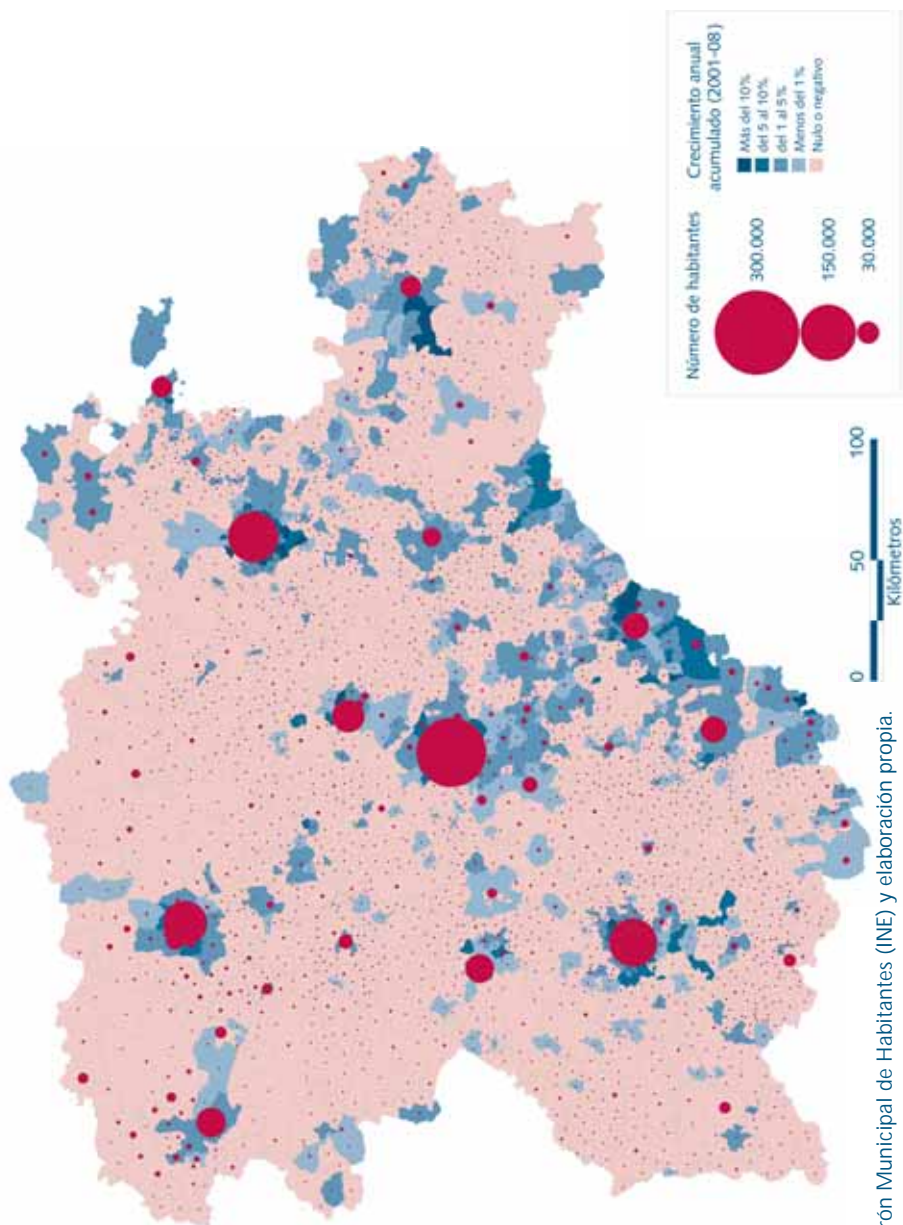 Número de habitantes
300.000
150.000
30.000
Crecimiento anual
acumulado (2001-08)
Más del 10%
del 5 al 10%
del 1 al 5%
Menos del 1%
Nulo o negativo
0 50 100
Kilómetros
Municipal de Habitantes (INE) y elaboración propia.